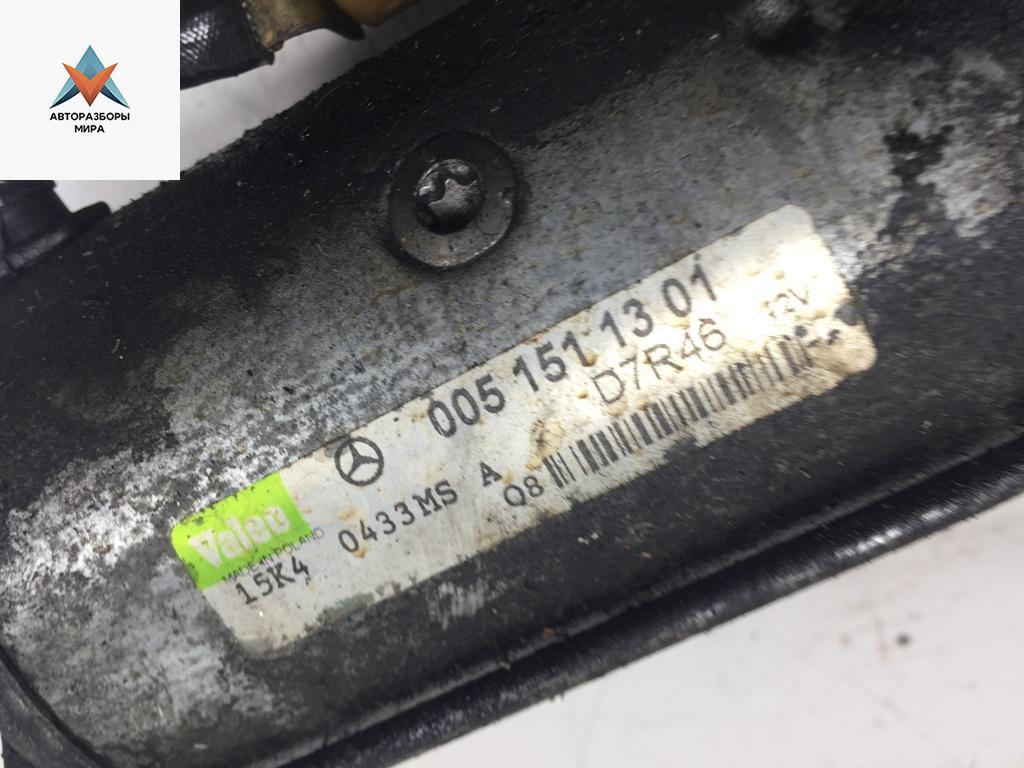 АВТОРАЗБОРЫ
МИРА
005 151 13 01
D7R46 12V
Valeo
MADE IN POLAND
0433MS A Q8
15K4